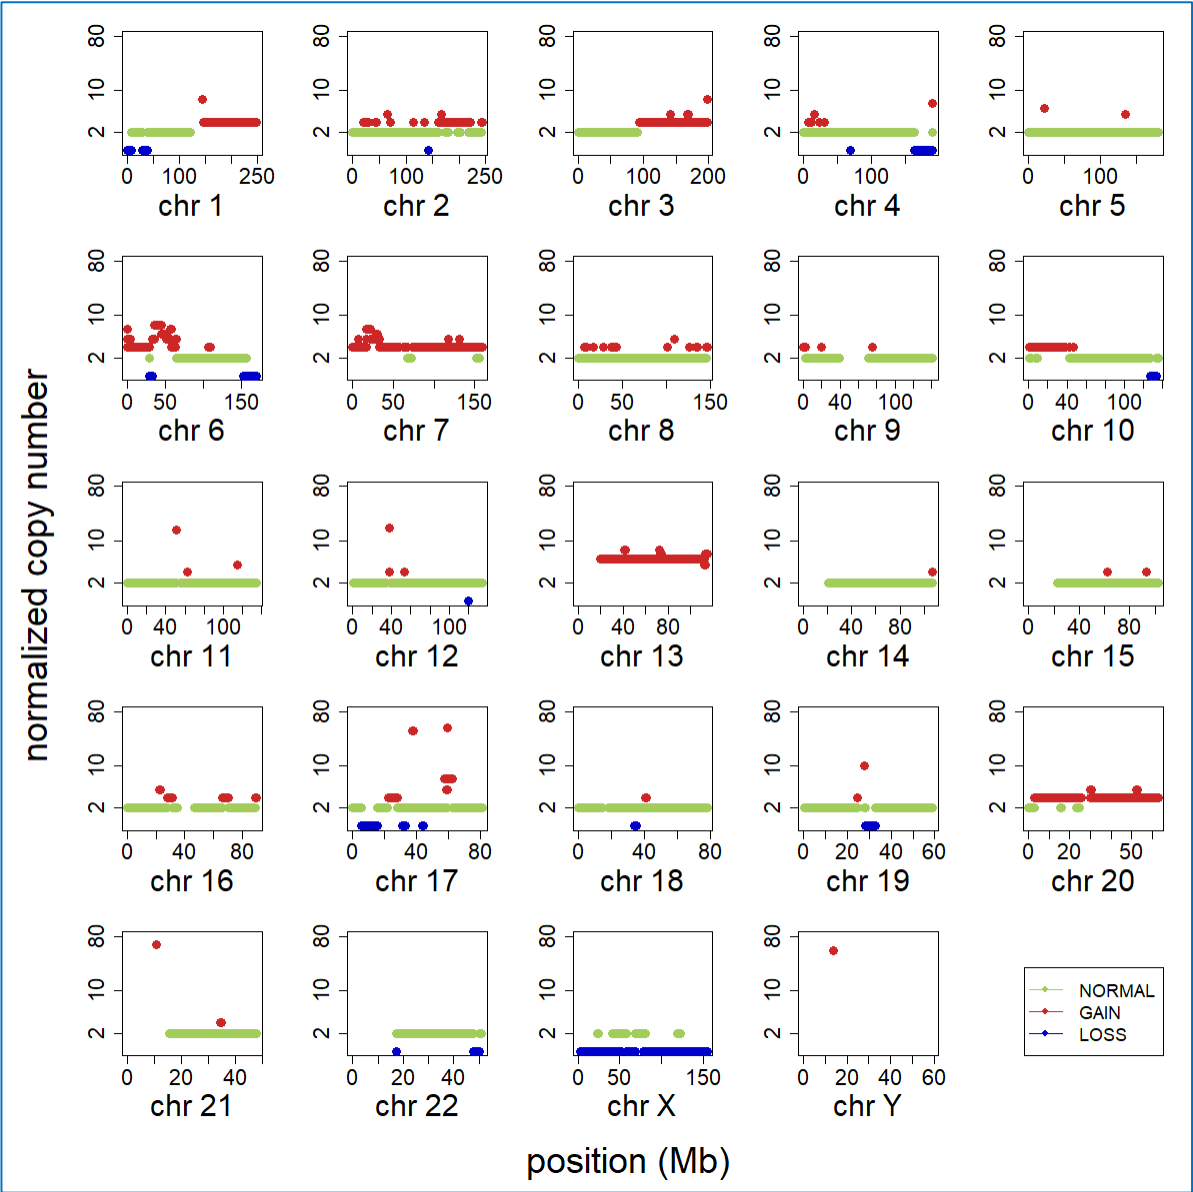 normalized copy number
80
10
2
0 100 250
chr 1
80
10
2
0 100 250
chr 2
80
10
2
0 100 200
chr 3
80
10
2
0 100
chr 4
80
10
2
0 100
chr 5
80
10
2
0 50 150
chr 6
80
10
2
0 50 150
chr 7
80
10
2
0 50 150
chr 8
80
10
2
0 40 100
chr 9
80
10
2
0 40 100
chr 10
80
10
2
0 40 100
chr 11
80
10
2
0 40 100
chr 12
80
10
2
0 40 80
chr 13
80
10
2
0 40 80
chr 14
80
10
2
0 40 80
chr 15
80
10
2
0 40 80
chr 16
80
10
2
0 40 80
chr 17
80
10
2
0 40 80
chr 18
80
10
2
0 20 40 60
chr 19
80
10
2
0 20 50
chr 20
80
10
2
0 20 40
chr 21
80
10
2
0 20 40
chr 22
80
10
2
0 50 150
chr X
80
10
2
0 20 40 60
chr Y
NORMAL
GAIN
LOSS
position (Mb)